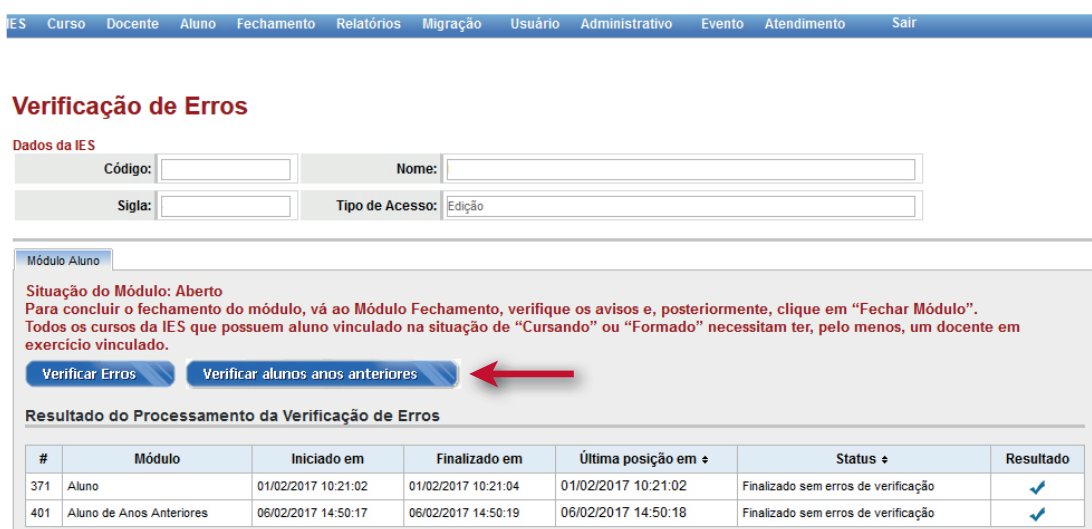 IES Curso Docente Aluno Fechamento Relatórios Migração Usuário Administrativo Evento Atendimento Sair
Verificação de Erros
Dados da IES
Código: Nome:
Sigla: Tipo de Acesso: Edição
Módulo Aluno
Situação do Módulo: Aberto
Para concluir o fechamento do módulo, vá ao Módulo Fechamento, verifique os avisos e, posteriormente, clique em “Fechar Módulo”.
Todos os cursos da IES que possuem aluno vinculado na situação de “Cursando” ou “Formado” necessitam ter, pelo menos, um docente em
exercício vinculado.
Verificar Erros Verificar alunos anos anteriores
Resultado do Processamento da Verificação de Erros
# Módulo Iniciado em Finalizado em Última posição em Status Resultado
371 Aluno 01/02/2017 10:21:02 01/02/2017 10:21:04 01/02/2017 10:21:02 Finalizado sem erros de verificação
401 Aluno de Anos Anteriores 06/02/2017 14:50:17 06/02/2017 14:50:19 06/02/2017 14:50:18 Finalizado sem erros de verificação